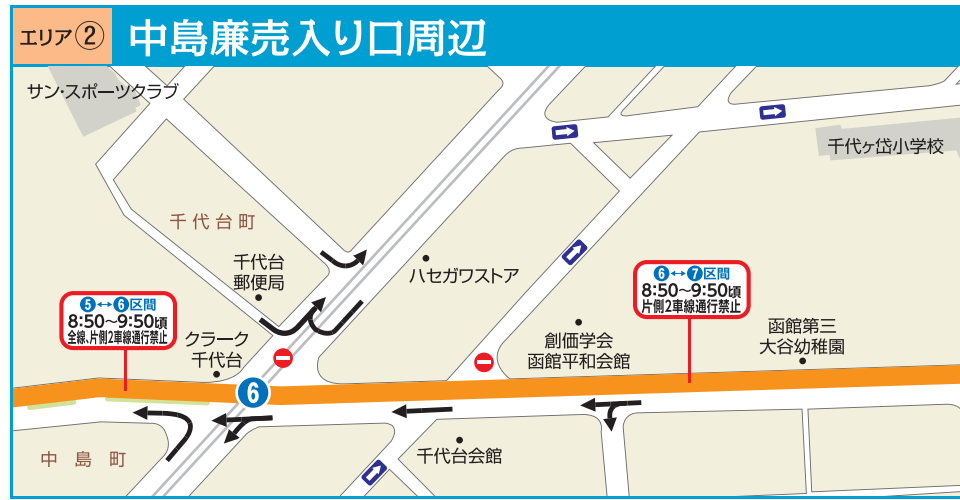 エリア②
中島廉売入り口周辺
サン・スポーツクラブ
千代ヶ岱小学校
千代台町
千代台
郵便局
ハセガワストア
⑤↔⑥区間
8:50～9:50頃
全線、片側2車線通行禁止
⑥↔⑦区間
8:50～9:50頃
片側2車線通行禁止
クラーク
千代台
創価学会
函館平和会館
函館第三
大谷幼稚園
6
中島町
千代台会館